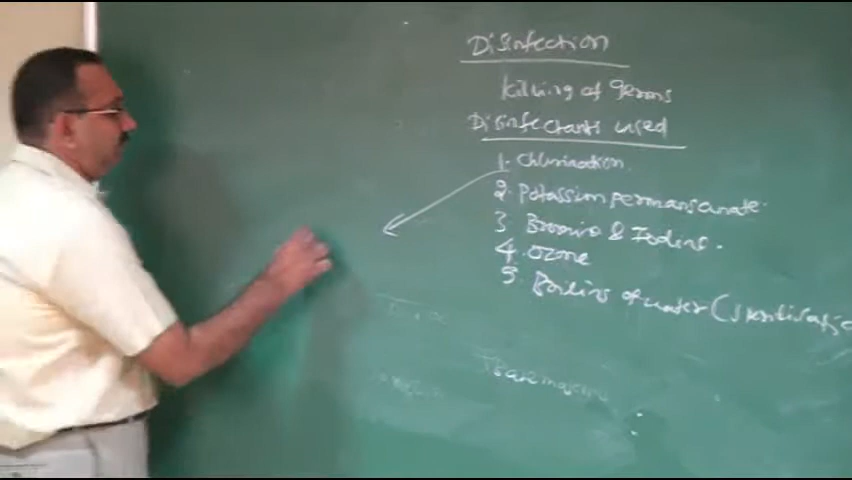 Disinfection
killing of germs
Disinfectants used
1. Chlorination.
2. Potassium permanganate.
3 Bromine & Iodine.
4. Ozone
5 Boiling of water (sterilisatio